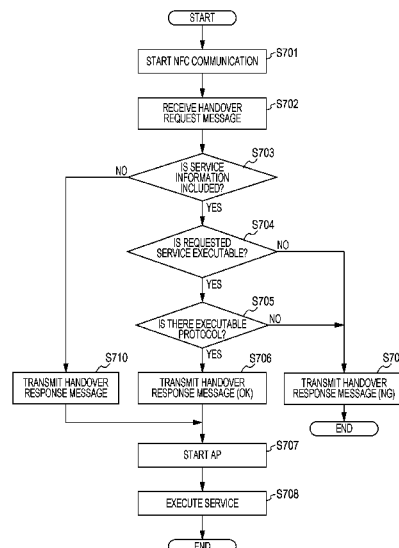 START
S701
START NFC COMMUNICATION
S702
RECEIVE HANDOVER
REQUEST MESSAGE
S703
IS SERVICE
INFORMATION
INCLUDED?
NO
YES
S704
IS REQUESTED
SERVICE EXECUTABLE?
NO
YES
S705
IS THERE EXECUTABLE
PROTOCOL?
NO
YES
S710
TRANSMIT HANDOVER
RESPONSE MESSAGE
S706
TRANSMIT HANDOVER
RESPONSE MESSAGE (OK)
S70
TRANSMIT HANDOVER
RESPONSE MESSAGE (NG)
END
S707
START AP
S708
EXECUTE SERVICE
END